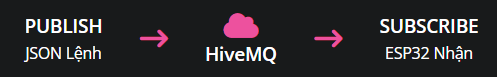 PUBLISH
JSON Lệnh
HiveMQ
SUBSCRIBE
ESP32 Nhận